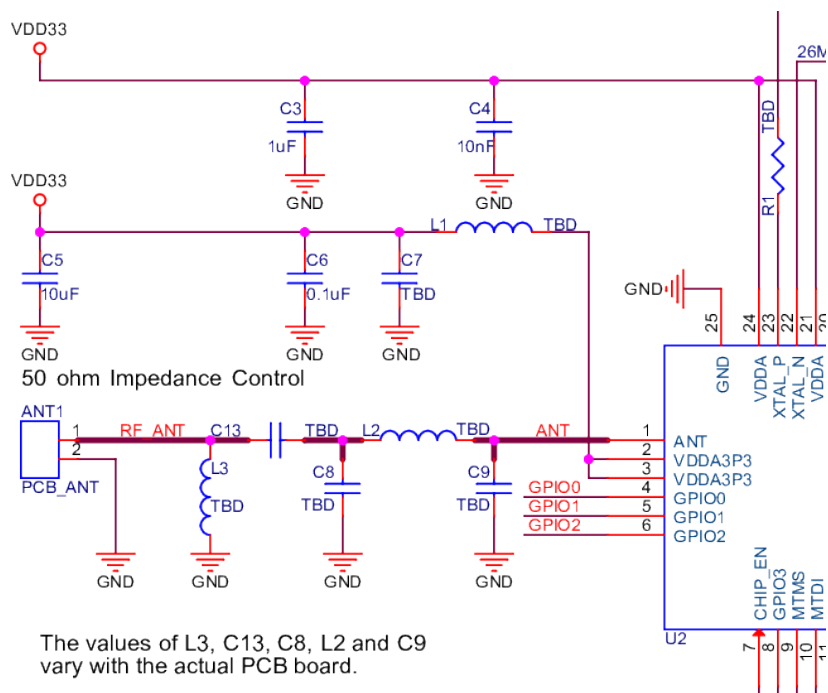 VDD33
26M
C3
1uF
GND
C4
10nF
GND
TBD
R1
VDD33
L1
TBD
C5
10uF
GND
C6
0.1uF
GND
C7
TBD
GND
GND
25
24
23
22
21
20
GND
VDDA
XTAL_P
XTAL_N
VDDA
50 ohm Impedance Control
ANT1
1
2
PCB_ANT
RF_ANT
C13
TBD
L2
TBD
ANT
L3
TBD
C8
TBD
C9
TBD
GND
GND
GND
GND
1
ANT
2
VDDA3P3
3
VDDA3P3
GPIO0
4
GPIO0
GPIO1
5
GPIO1
GPIO2
6
GPIO2
CHIP_EN
GPIO3
MTMS
MTDI
U2
7
8
9
10
11
The values of L3, C13, C8, L2 and C9
vary with the actual PCB board.